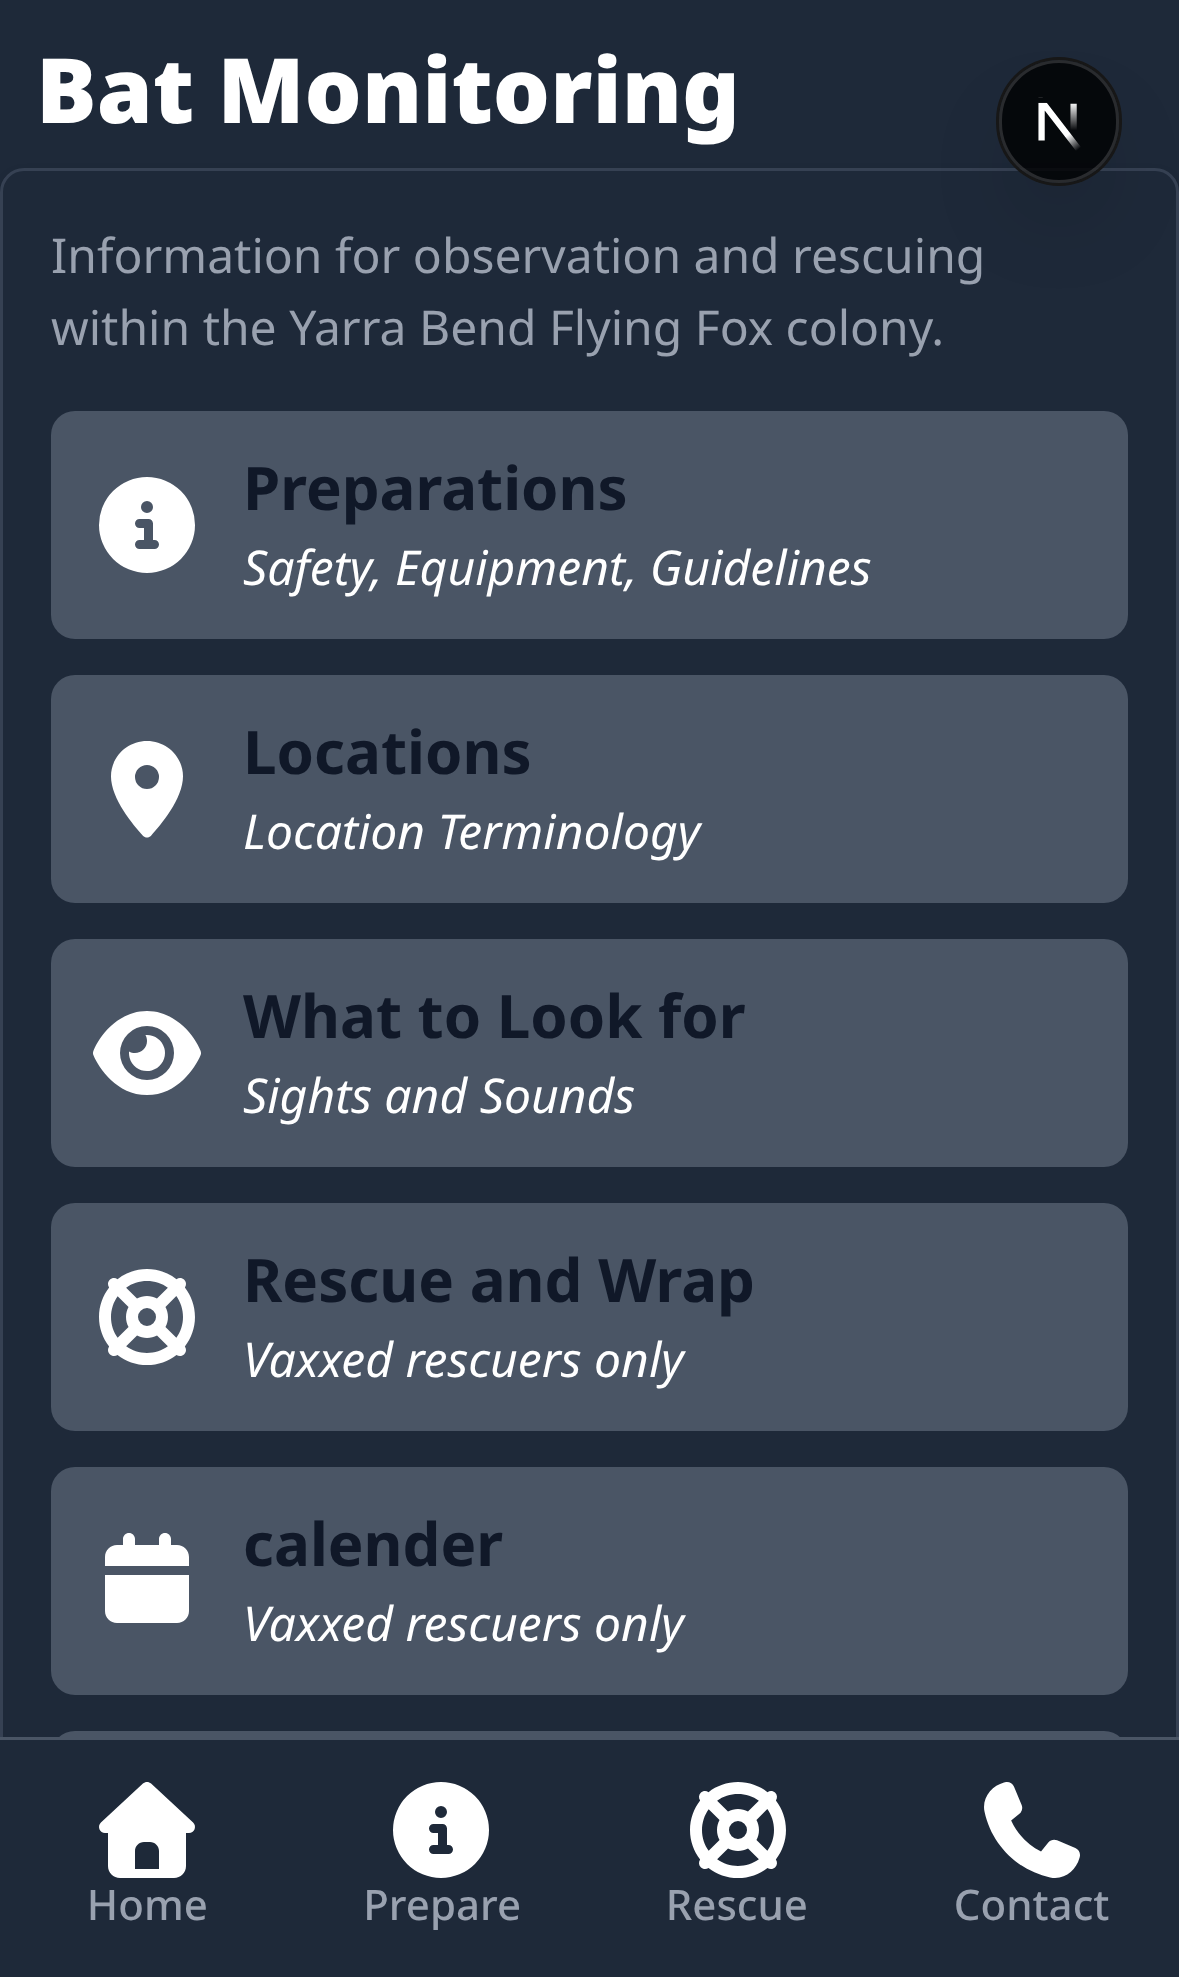 Bat Monitoring
N
Information for observation and rescuing
within the Yarra Bend Flying Fox colony.
Preparations
Safety, Equipment, Guidelines
Locations
Location Terminology
What to Look for
Sights and Sounds
Rescue and Wrap
Vaxxed rescuers only
calender
Vaxxed rescuers only
Home
Prepare
Rescue
Contact